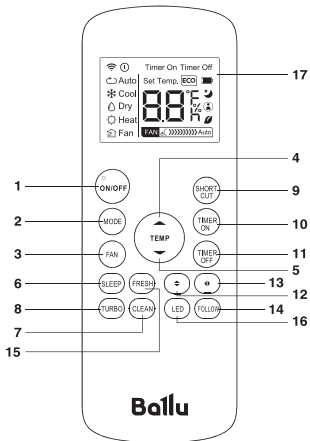 Timer On Timer Off
Auto Set Temp. ECO
Cool
Dry
Heat
Fan FAN Auto
88 °F h
17
4
1 ON/OFF SHORT CUT 9
2 MODE TEMP TIMER ON 10
3 FAN TIMER OFF 11
5
6 SLEEP FRESH 13
12
8 TURBO CLEAN LED FOLLOW 14
7 16
15
Ballu